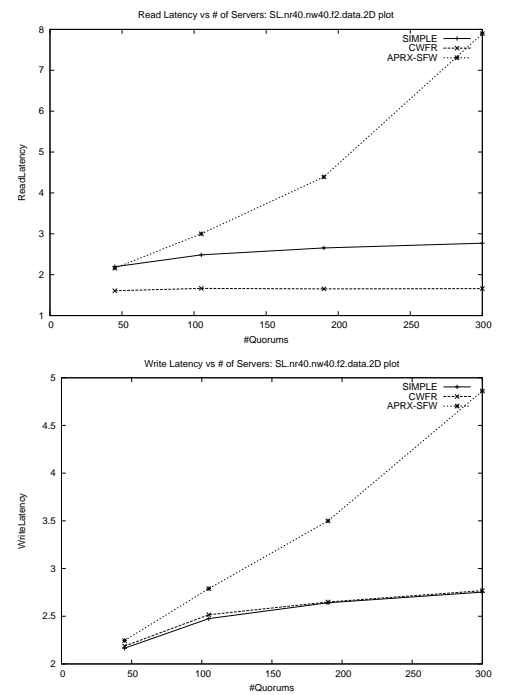 Read Latency vs # of Servers: SL.nr40.nw40.f2.data.2D plot
8
SIMPLE
CWFR
APRX-SFW
7
6
5
ReadLatency
4
3
2
1
0 50 100 150 200 250 300
#Quorums
Write Latency vs # of Servers: SL.nr40.nw40.f2.data.2D plot
5
SIMPLE
CWFR
APRX-SFW
4.5
4
3.5
WriteLatency
3
2.5
2
0 50 100 150 200 250 300
#Quorums